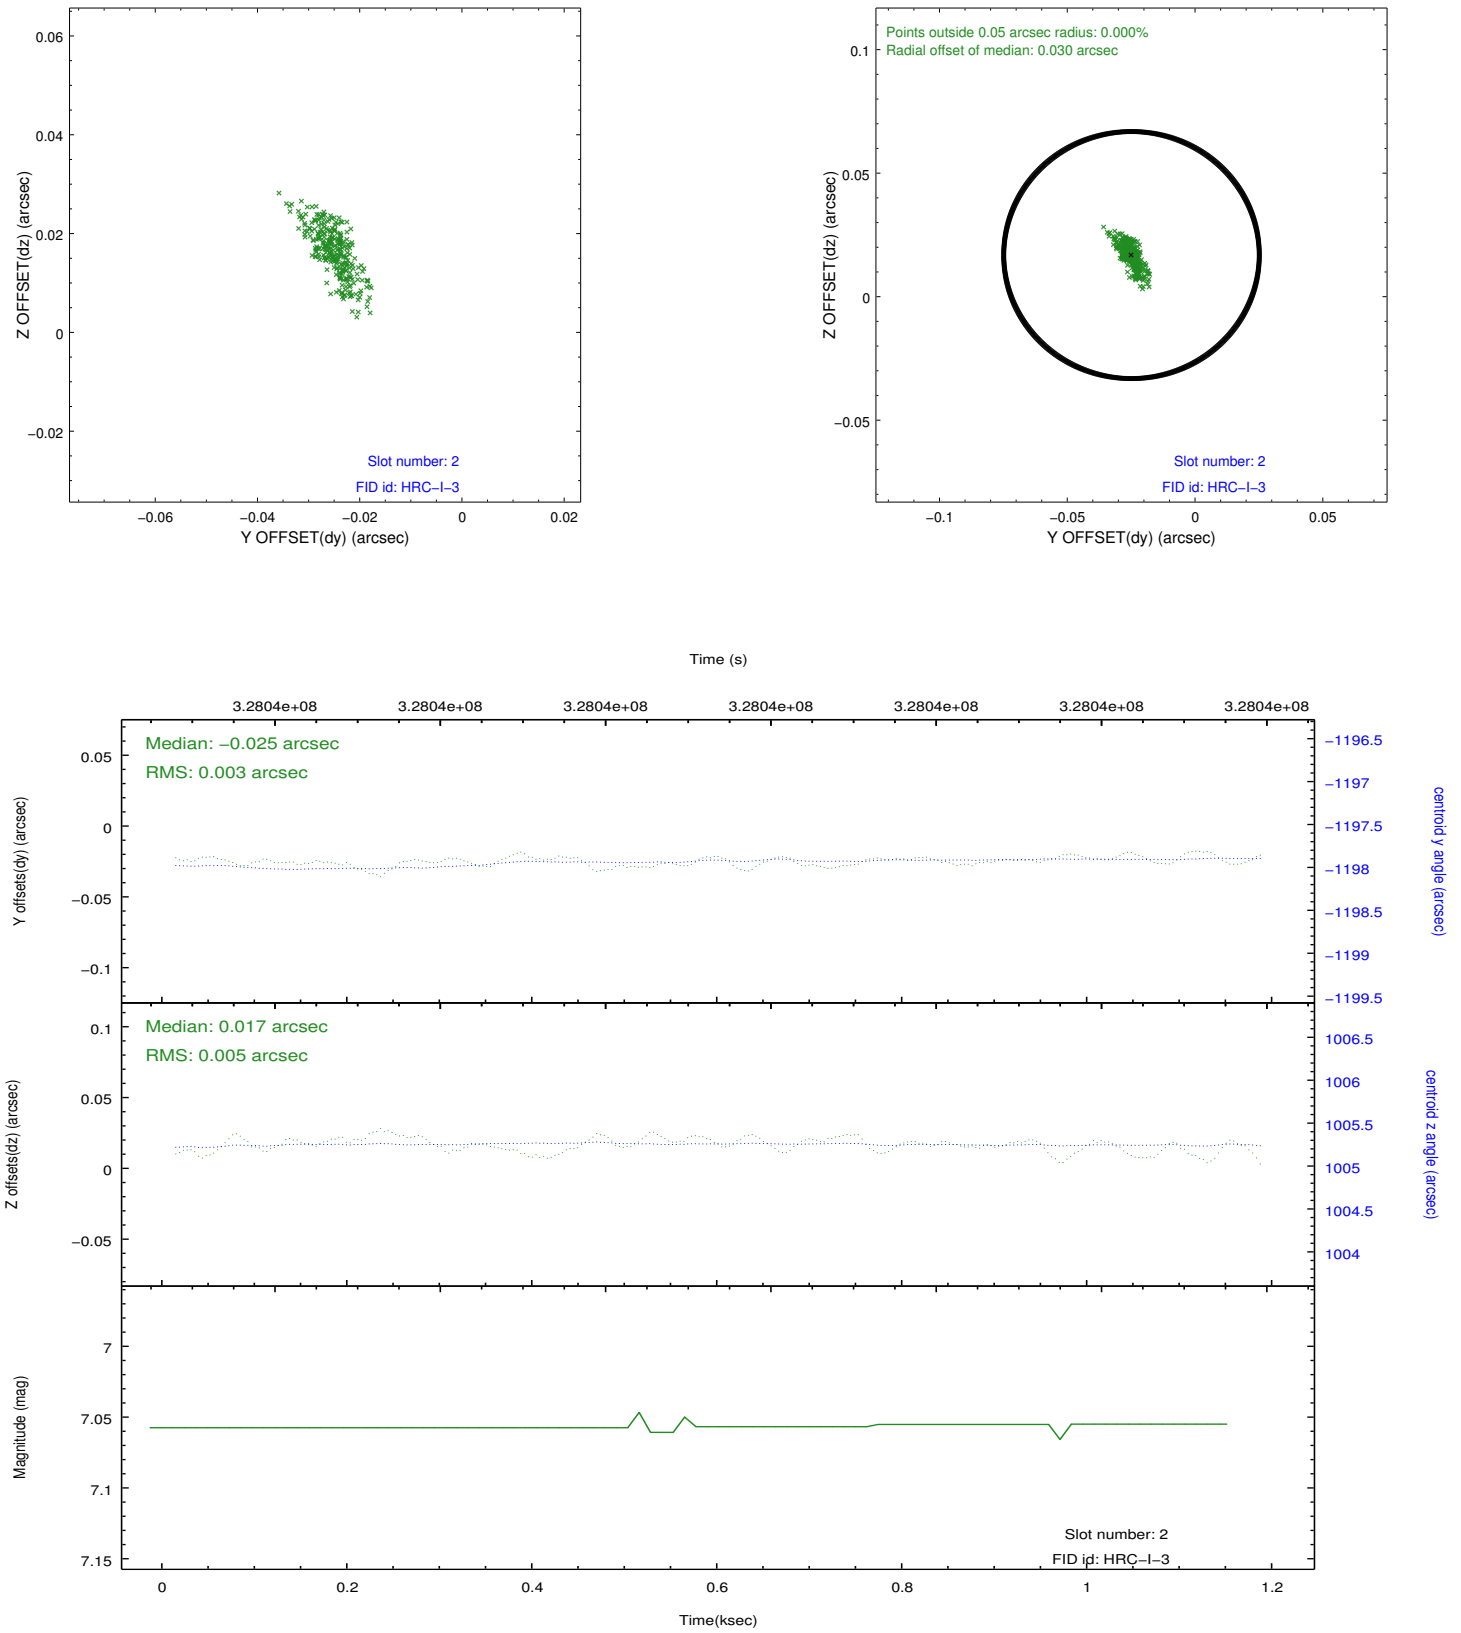 0.06
0.04
0.02
0
−0.02
Z OFFSET(dz) (arcsec)
Slot number: 2
FID id: HRC−I−3
−0.06 −0.04 −0.02 0 0.02
Y OFFSET(dy) (arcsec)
Points outside 0.05 arcsec radius: 0.000%
Radial offset of median: 0.030 arcsec
0.1
0.05
0
−0.05
Z OFFSET(dz) (arcsec)
Slot number: 2
FID id: HRC−I−3
−0.1 −0.05 0 0.05
Y OFFSET(dy) (arcsec)
Time (s)
3.2804e+08 3.2804e+08 3.2804e+08 3.2804e+08 3.2804e+08 3.2804e+08 3.2804e+08
Median: −0.025 arcsec
RMS: 0.003 arcsec
0.05
0
−0.05
−0.1
Y offsets(dy) (arcsec)
−1196.5
−1197
−1197.5
−1198
−1198.5
−1199
−1199.5
centroid y angle (arcsec)
Median: 0.017 arcsec
RMS: 0.005 arcsec
0.1
0.05
0
−0.05
Z offsets(dz) (arcsec)
1006.5
1006
1005.5
1005
1004.5
1004
centroid z angle (arcsec)
7
7.05
7.1
7.15
Magnitude (mag)
Slot number: 2
FID id: HRC−I−3
0 0.2 0.4 0.6 0.8 1 1.2
Time(ksec)